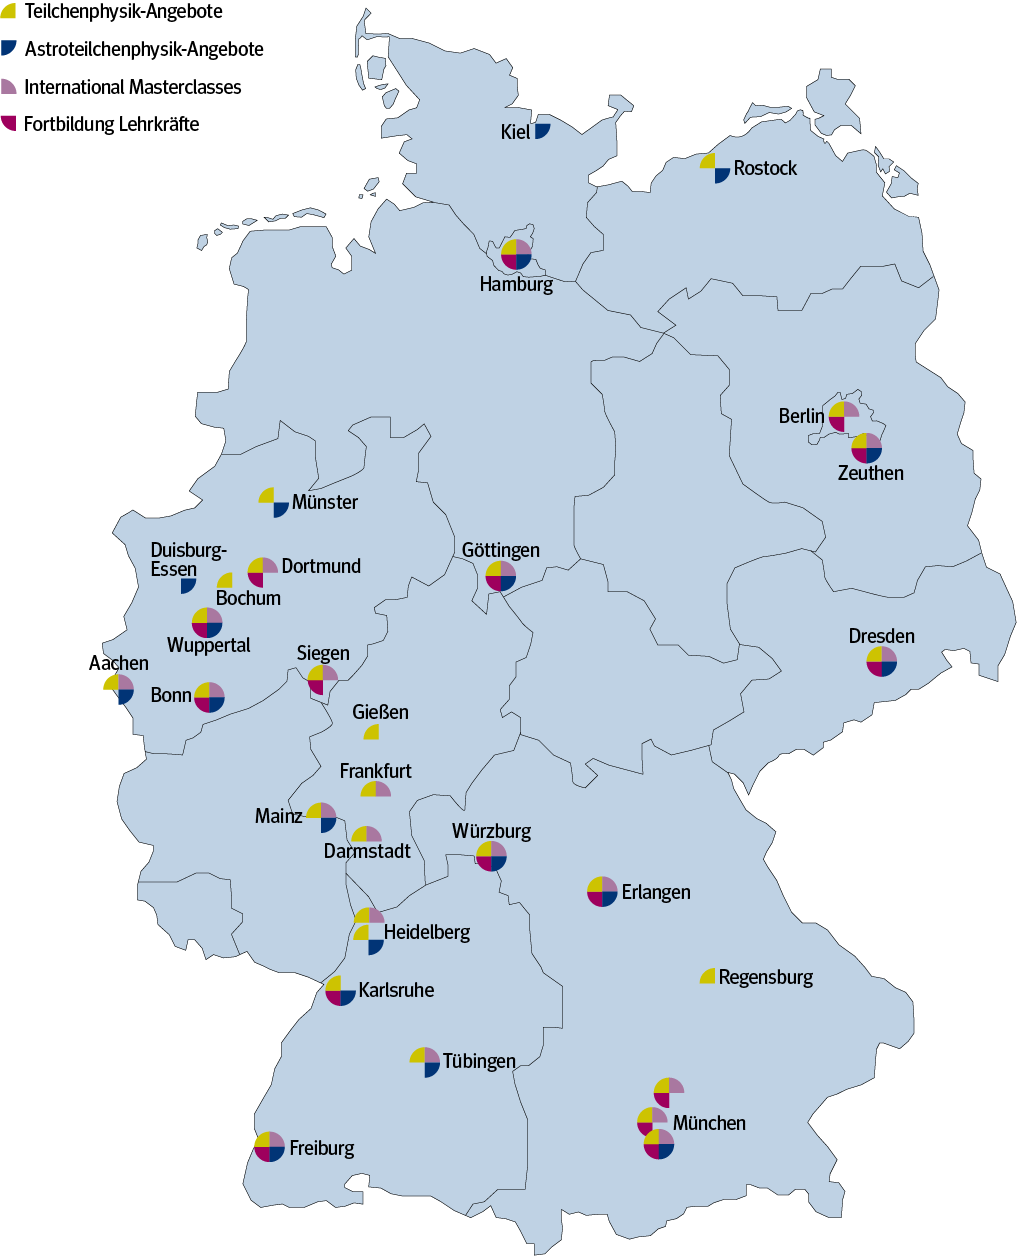 Teilchenphysik-Angebote
Astroteilchenphysik-Angebote
International Masterclasses
Fortbildung Lehrkräfte
Kiel
Rostock
Hamburg
Berlin
Zeuthen
Münster
Duisburg-
Essen
Dortmund
Bochum
Göttingen
Wuppertal
Dresden
Siegen
Aachen
Bonn
Gießen
Frankfurt
Mainz
Würzburg
Darmstadt
Erlangen
Heidelberg
Regensburg
Karlsruhe
Tübingen
München
Freiburg